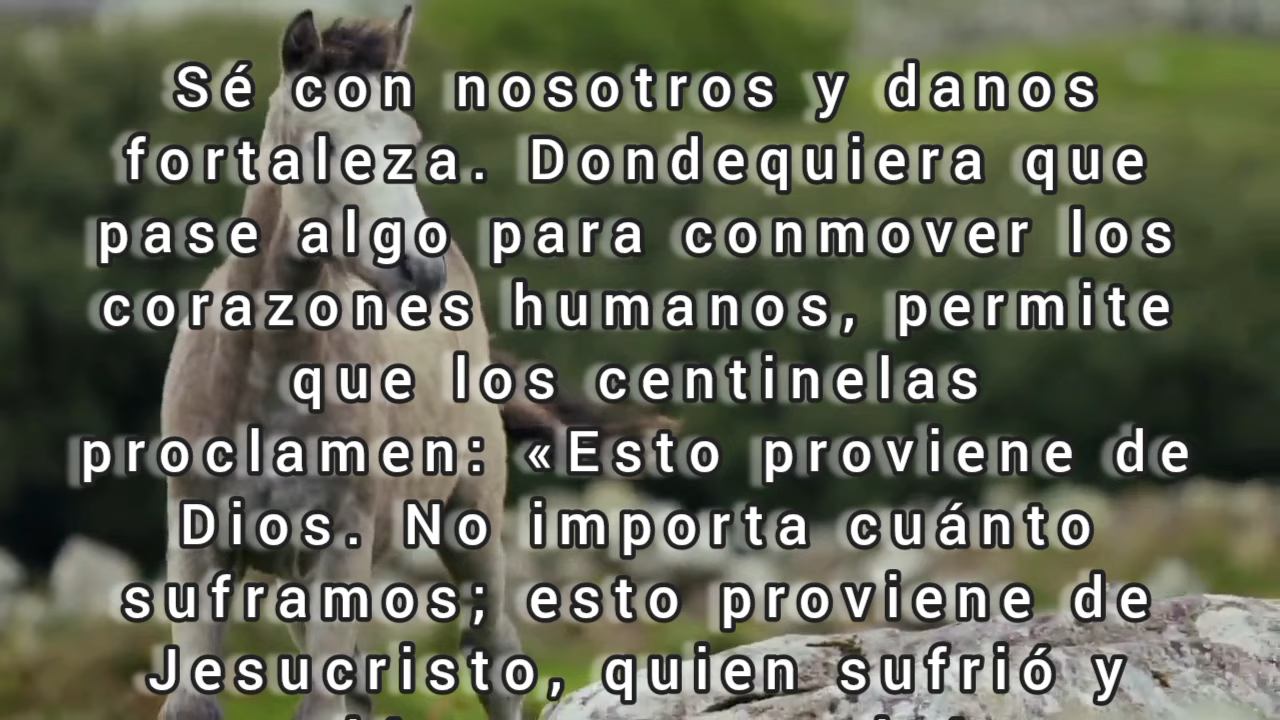 Sé con nosotros y danos
fortaleza. Dondequiera que
pase algo para conmover los
corazones humanos, permite
que los centinelas
proclamen: «Esto proviene de
Dios. No importa cuánto
suframos; esto proviene de
Jesucristo, quien sufrió y